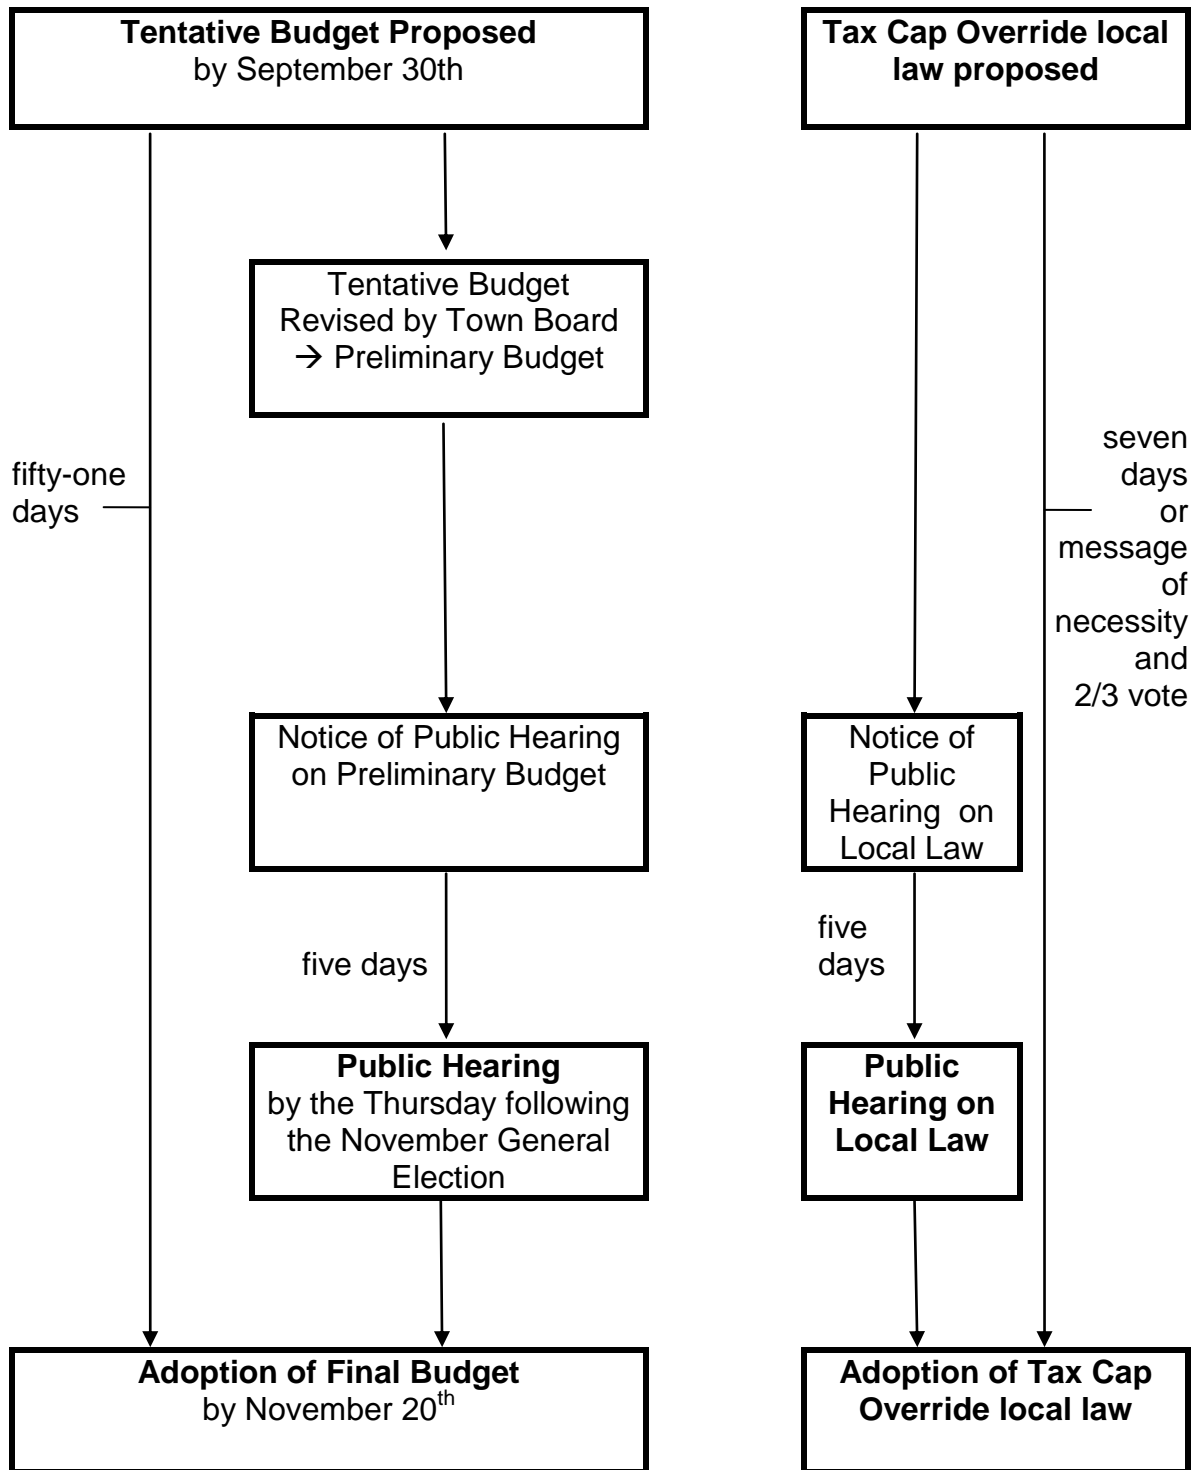 Tentative Budget Proposed
by September 30th
Tax Cap Override local
law proposed
Tentative Budget
Revised by Town Board
→ Preliminary Budget
fifty-one
days
seven
days
or
message
of
necessity
and
2/3 vote
Notice of Public Hearing
on Preliminary Budget
Notice of
Public
Hearing on
Local Law
five days
five
days
Public Hearing
by the Thursday following
the November General
Election
Public
Hearing on
Local Law
Adoption of Final Budget
by November 20th
Adoption of Tax Cap
Override local law